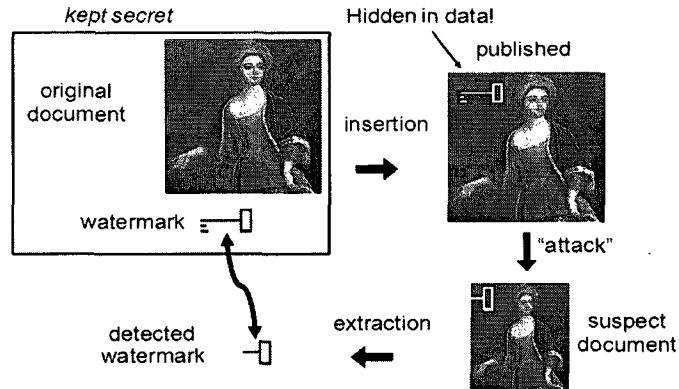 kept secret
Hidden in data!
published
original
document
insertion
watermark
"attack"
detected
watermark
extraction
suspect
document